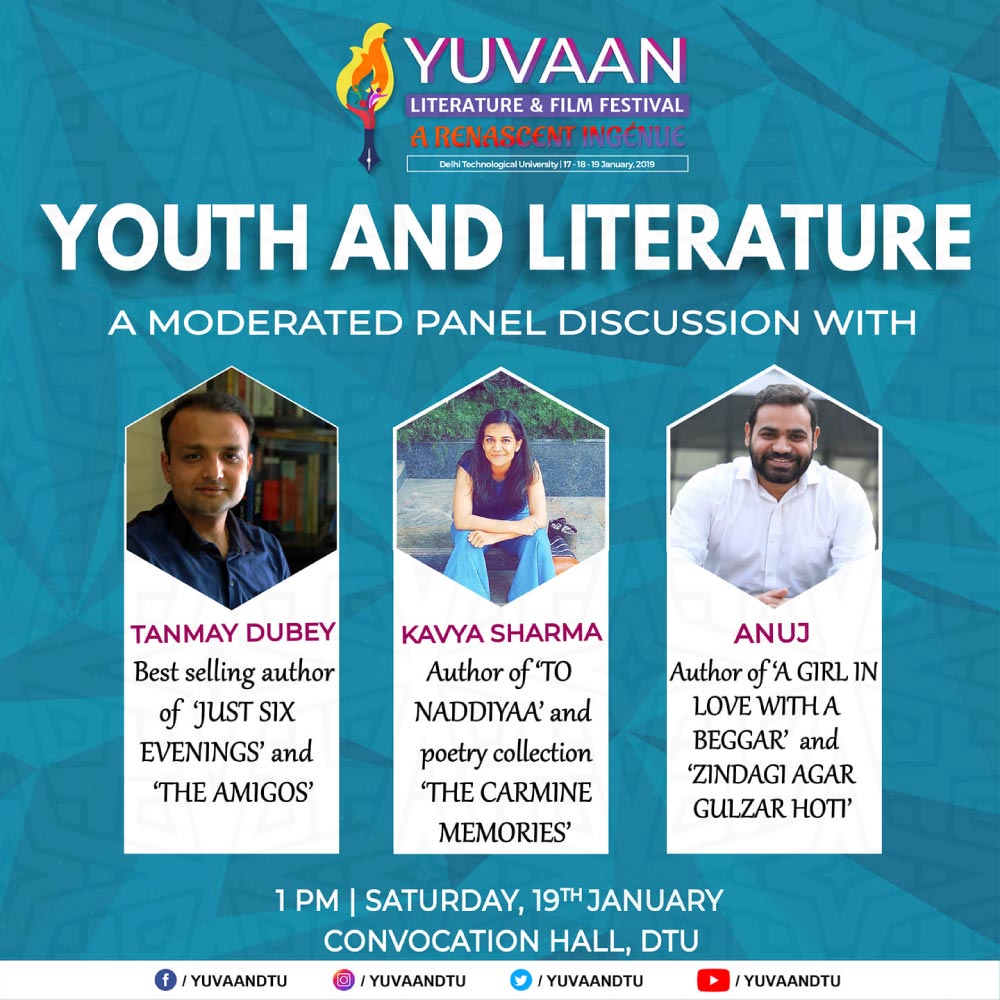 YUVAAN
LITERATURE & FILM FESTIVAL
A RENASCENT INGÉNUE
Delhi Technological University | 17 - 18 - 19 January, 2019
YOUTH AND LITERATURE
A MODERATED PANEL DISCUSSION WITH
TANMAY DUBEY
Best selling author
of 'JUST SIX
EVENINGS' and
'THE AMIGOS'
KAVYA SHARMA
Author of 'TO
NADDIYAA' and
poetry collection
'THE CARMINE
MEMORIES'
ANUJ
Author of 'A GIRL IN
LOVE WITH A
BEGGAR' and
'ZINDAGI AGAR
GULZAR HOTI'
1 PM | SATURDAY, 19TH JANUARY
CONVOCATION HALL, DTU
/ YUVAANDTU / YUVAANDTU / YUVAANDTU / YUVAANDTU